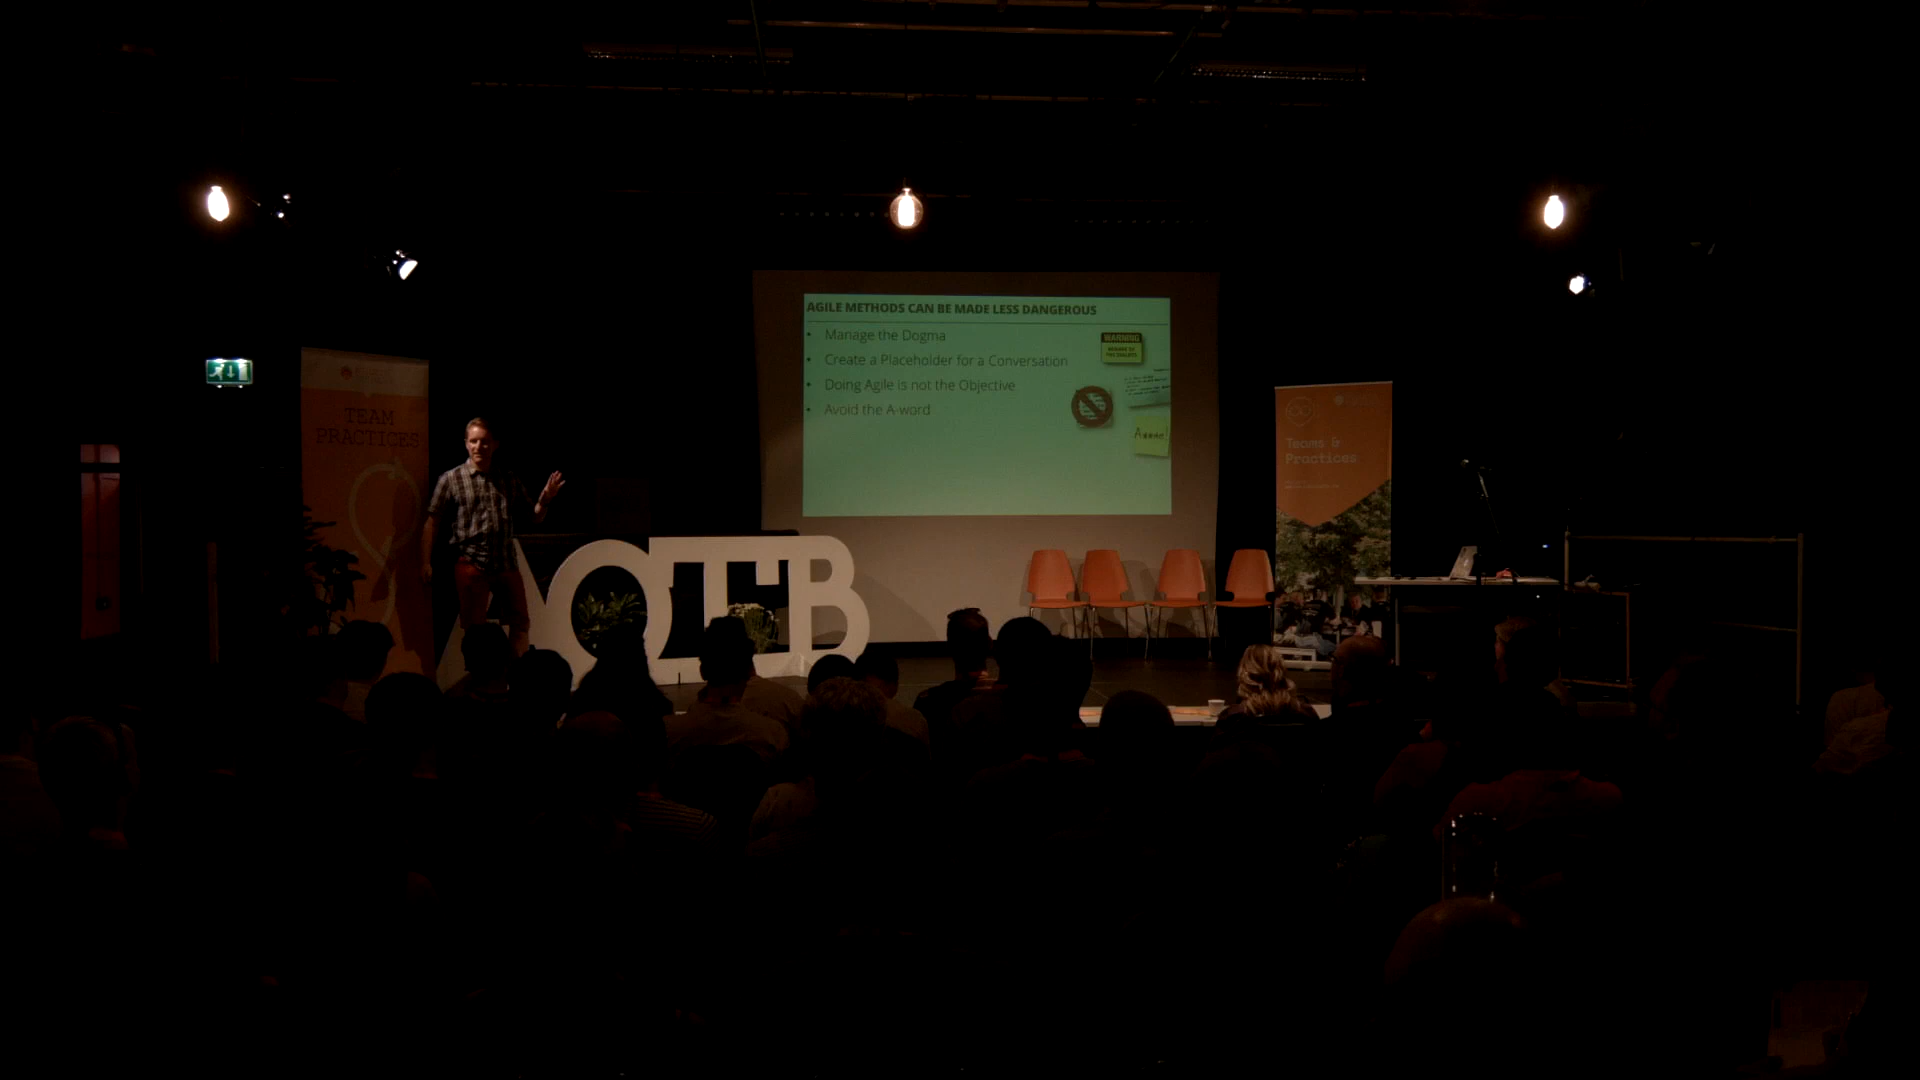 AGILE METHODS CAN BE MADE LESS DANGEROUS
• Manage the Dogma
• Create a Placeholder for a Conversation
• Doing Agile is not the Objective
• Avoid the A-word
WARNING
TEAM
PRACTICES
Teams &
Practices
AOTB